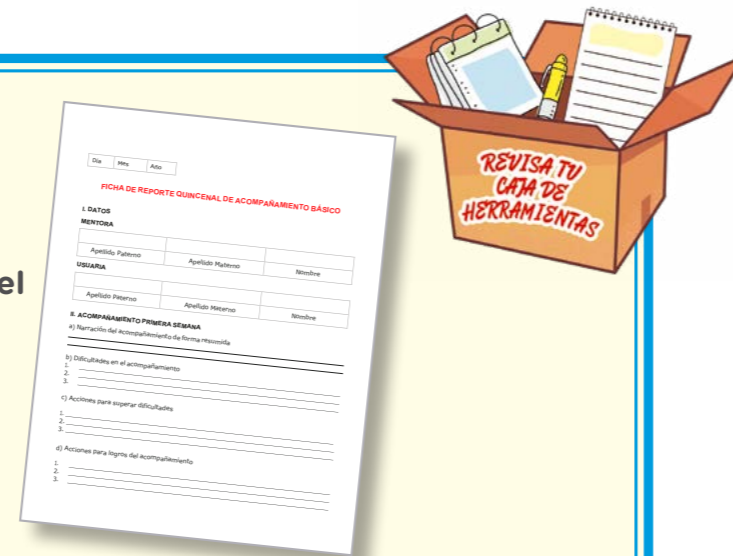 REVISA TU
CAJA DE
HERRAMIENTAS
el
Día Mes Año
FICHA DE REPORTE QUINCENAL DE ACOMPAÑAMIENTO BÁSICO
I. DATOS
MENTORA
Apellido Paterno Apellido Materno Nombre
USUARIA
Apellido Paterno Apellido Materno Nombre
II. ACOMPAÑAMIENTO PRIMERA SEMANA
a) Narración del acompañamiento de forma resumida
b) Dificultades en el acompañamiento
1.
2.
3.
c) Acciones para superar dificultades
1.
2.
3.
d) Acciones para logros del acompañamiento
1.
2.
3.